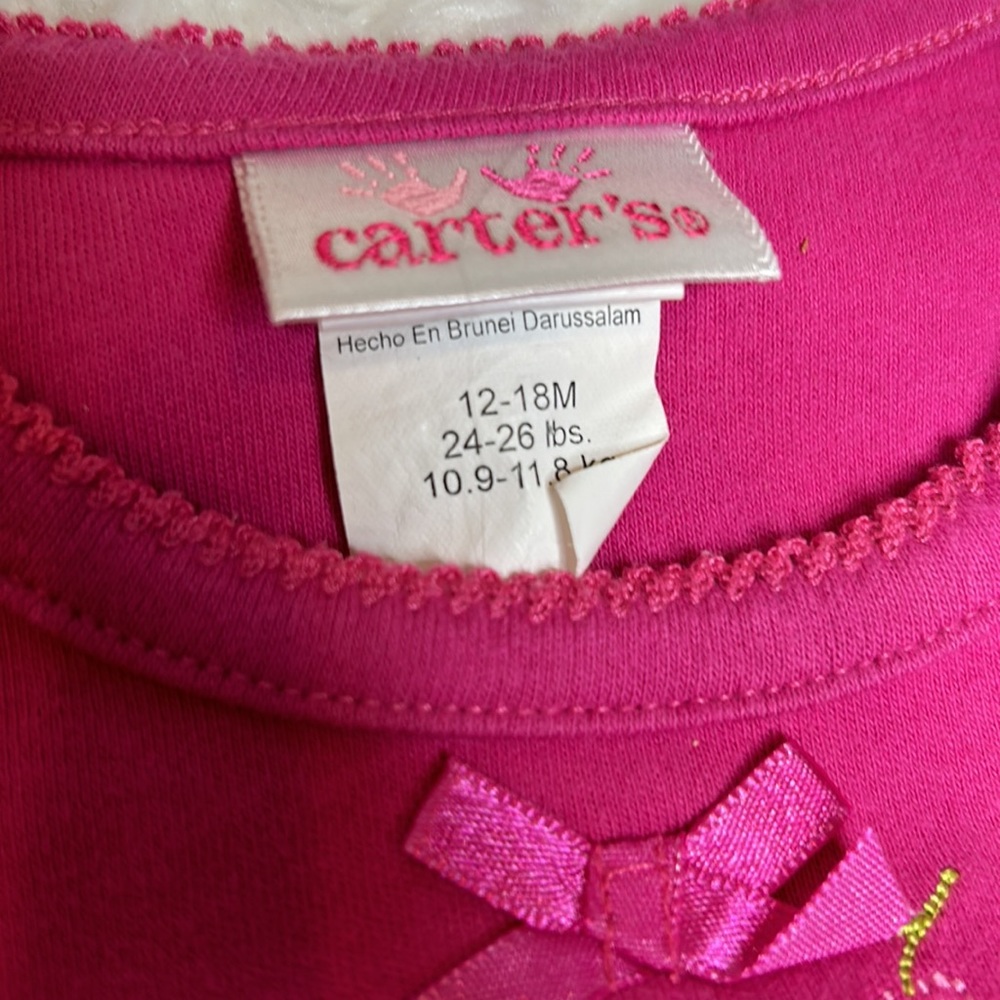 carter's®
Hecho En Brunei Darussalam
12-18M
24-26 lbs.
10.9-11.8